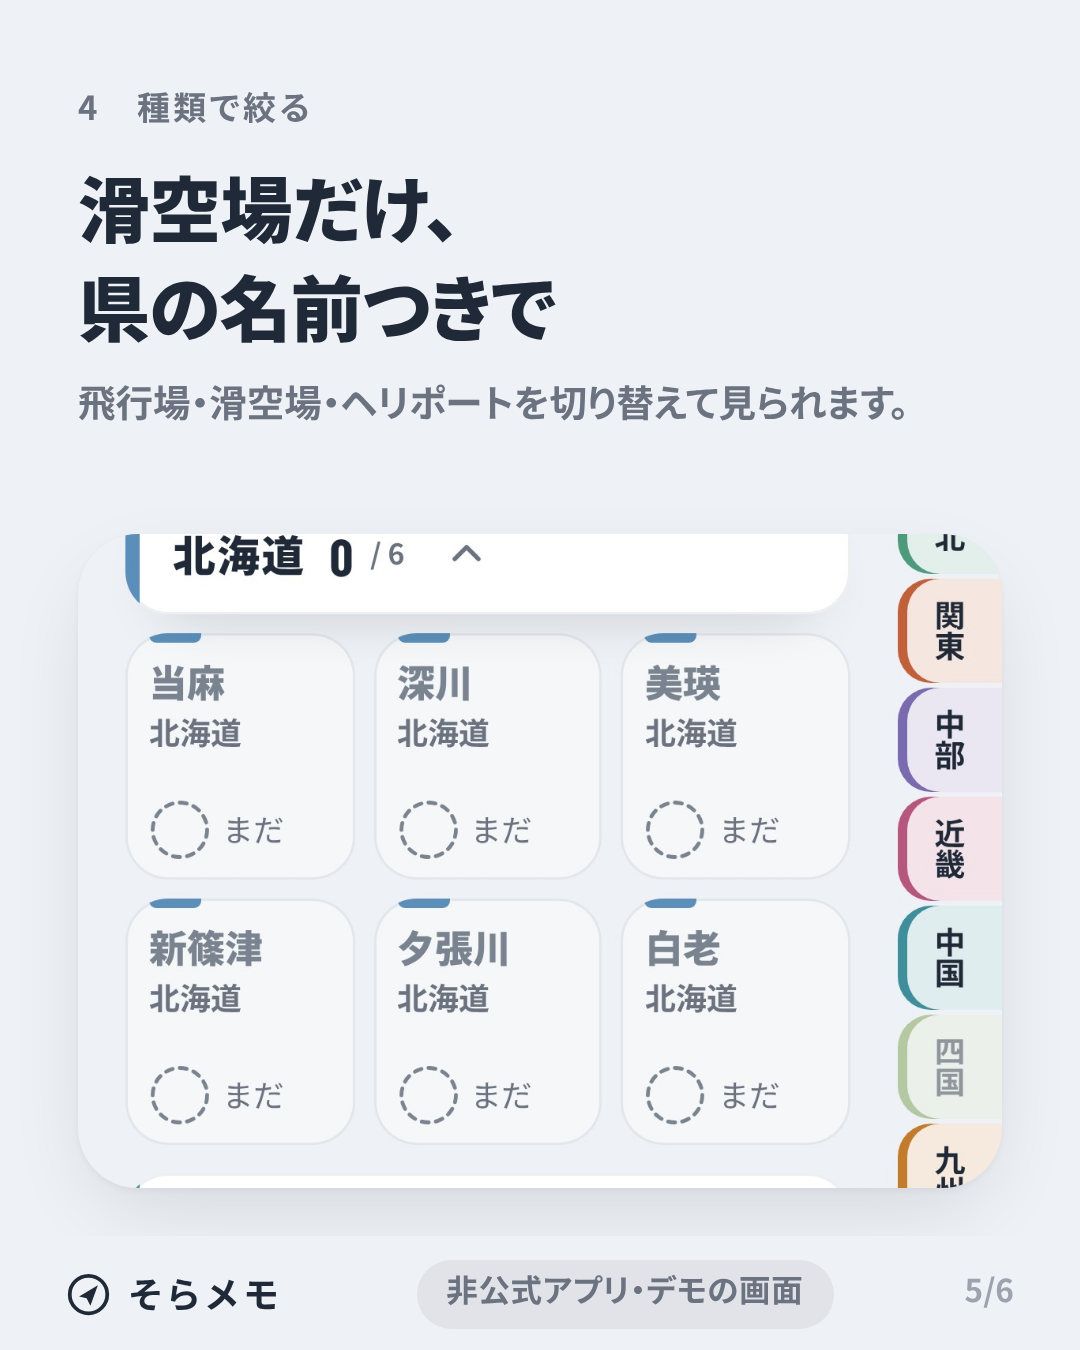 4 種類で絞る
滑空場だけ、
県の名前つきで
飛行場・滑空場・ヘリポートを切り替えて見られます。
北海道 0 / 6
北
関東
中部
近畿
中国
四国
九州
当麻
北海道
まだ
深川
北海道
まだ
美瑛
北海道
まだ
新篠津
北海道
まだ
夕張川
北海道
まだ
白老
北海道
まだ
そらメモ
非公式アプリ・デモの画面
5/6